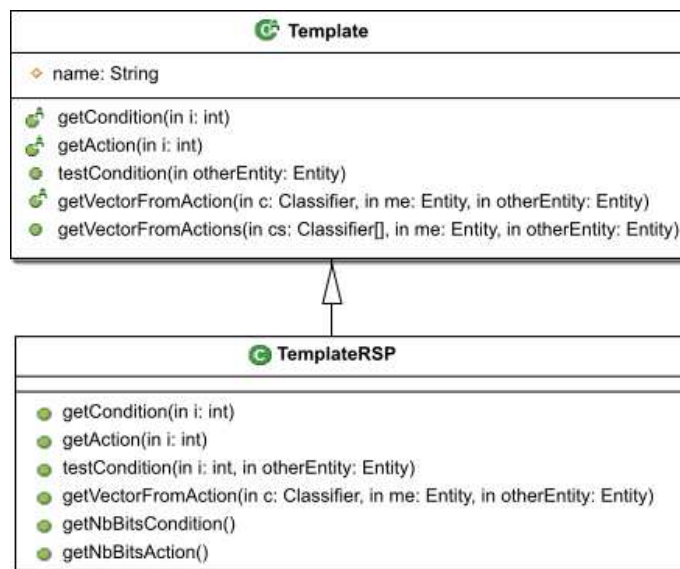 Template
name: String
getCondition(in i: int)
getAction(in i: int)
testCondition(in otherEntity: Entity)
getVectorFromAction(in c: Classifier, in me: Entity, in otherEntity: Entity)
getVectorFromActions(in cs: Classifier[], in me: Entity, in otherEntity: Entity)
TemplateRSP
getCondition(in i: int)
getAction(in i: int)
testCondition(in i: int, in otherEntity: Entity)
getVectorFromAction(in c: Classifier, in me: Entity, in otherEntity: Entity)
getNbBitsCondition()
getNbBitsAction()